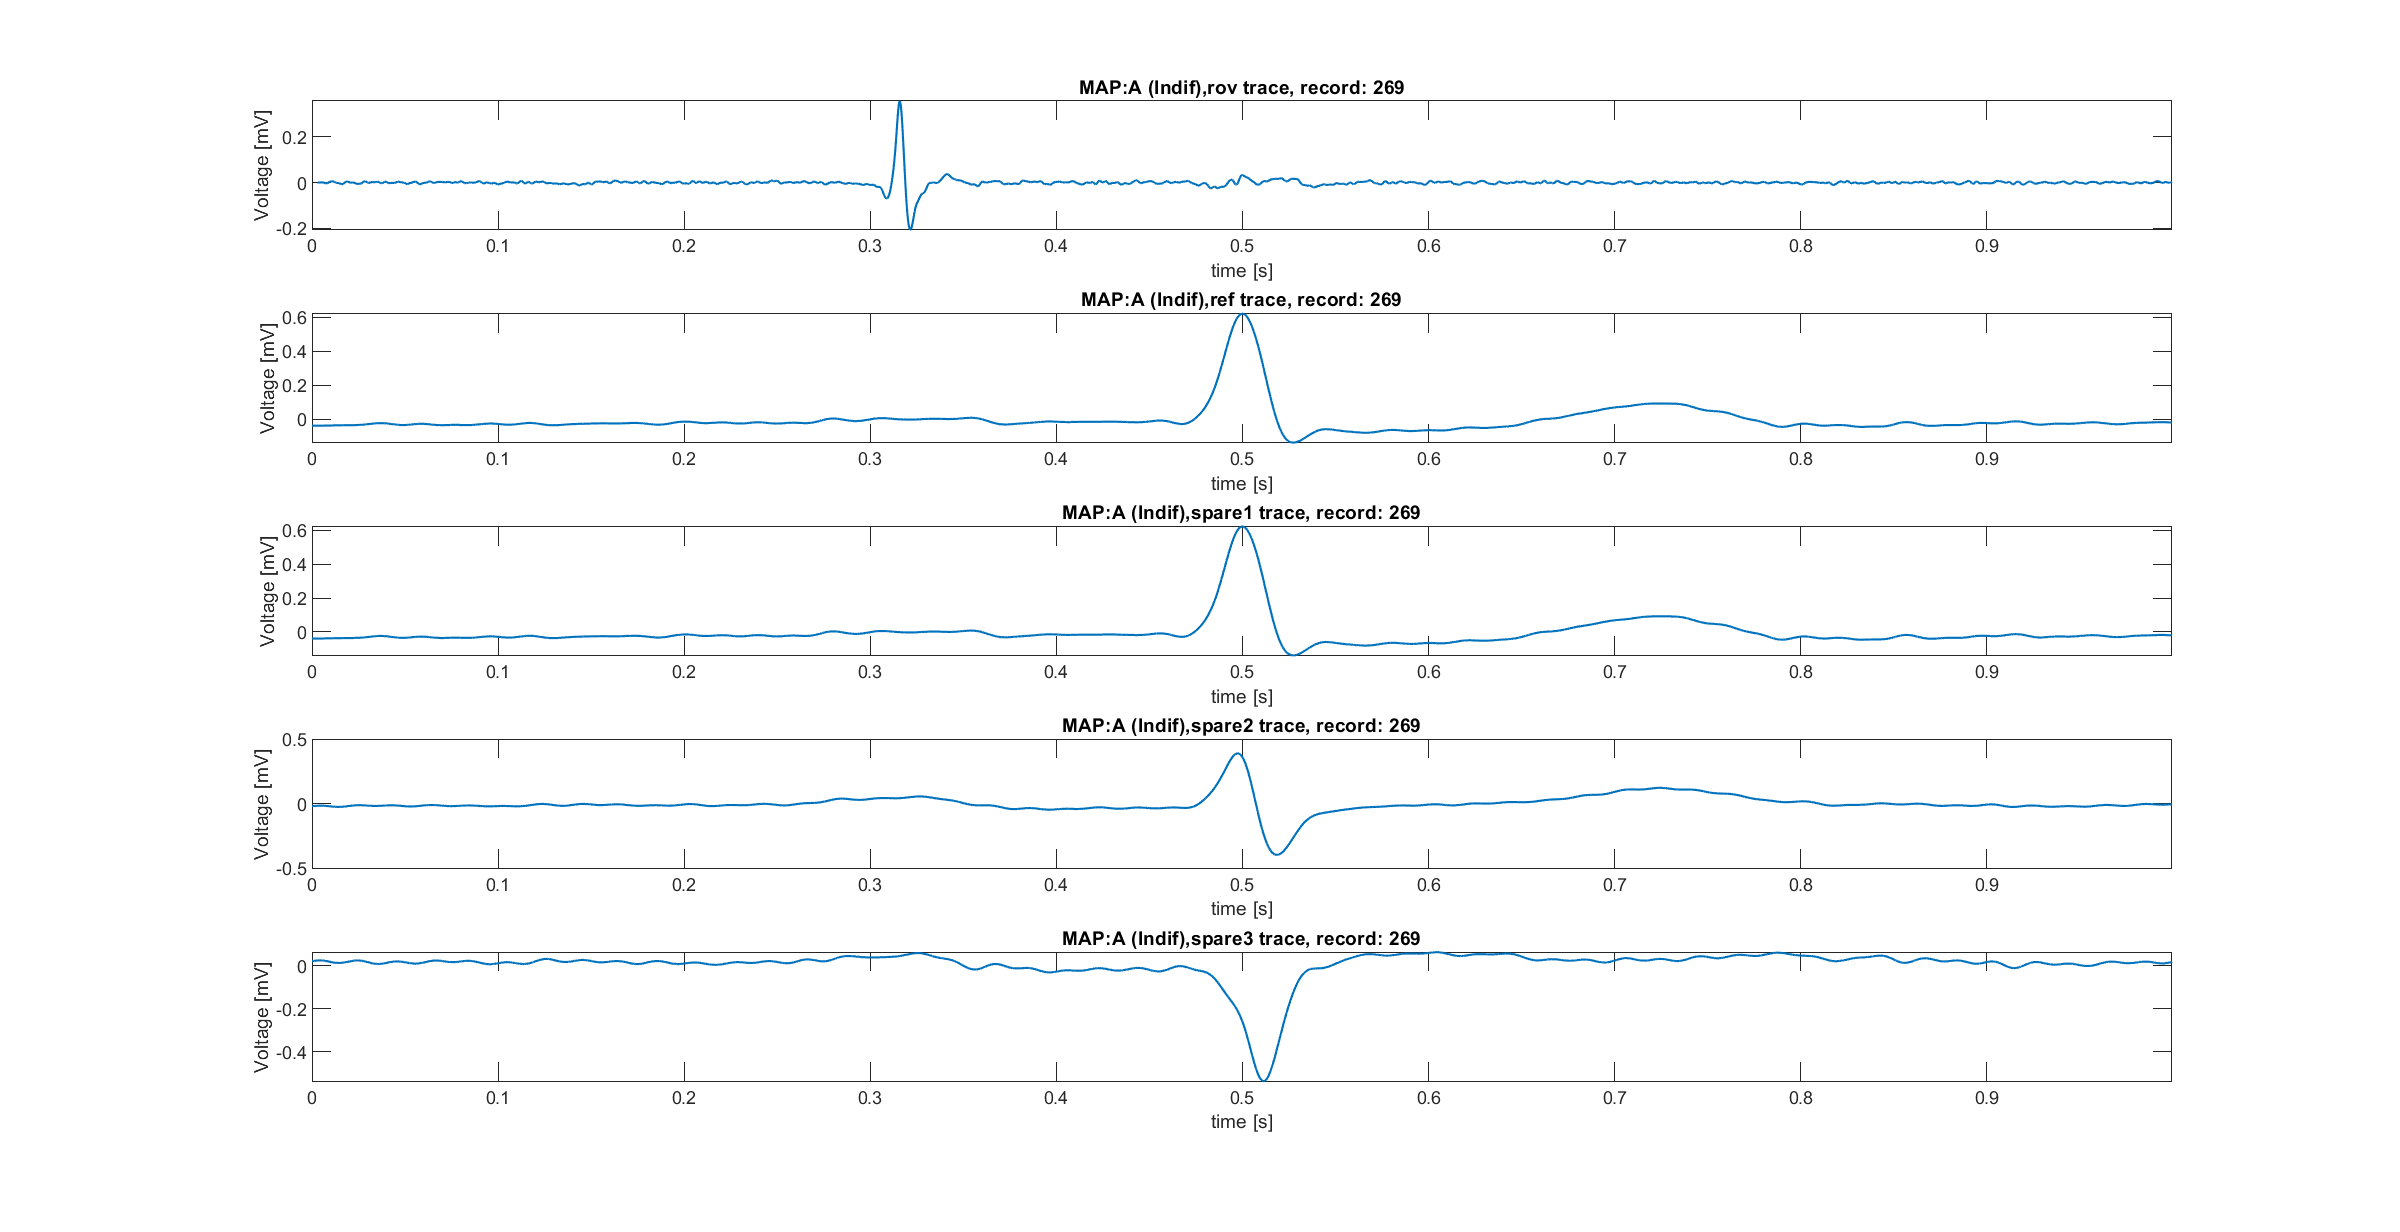 MAP:A (Indif),rov trace, record: 269
Voltage [mV]
0.2
0
-0.2
0 0.1 0.2 0.3 0.4 0.5 0.6 0.7 0.8 0.9
time [s]
MAP:A (Indif),ref trace, record: 269
Voltage [mV]
0.6
0.4
0.2
0
0 0.1 0.2 0.3 0.4 0.5 0.6 0.7 0.8 0.9
time [s]
MAP:A (Indif),spare1 trace, record: 269
Voltage [mV]
0.6
0.4
0.2
0
0 0.1 0.2 0.3 0.4 0.5 0.6 0.7 0.8 0.9
time [s]
MAP:A (Indif),spare2 trace, record: 269
Voltage [mV]
0.5
0
-0.5
0 0.1 0.2 0.3 0.4 0.5 0.6 0.7 0.8 0.9
time [s]
MAP:A (Indif),spare3 trace, record: 269
Voltage [mV]
0
-0.2
-0.4
0 0.1 0.2 0.3 0.4 0.5 0.6 0.7 0.8 0.9
time [s]